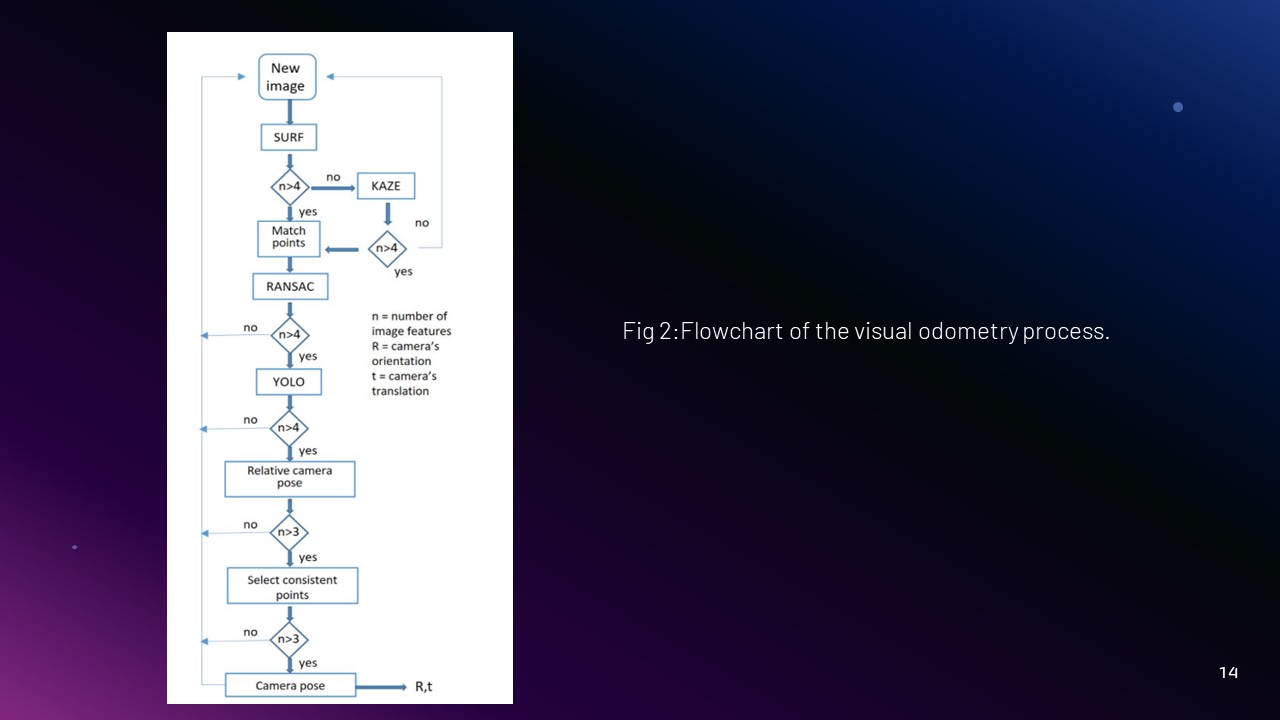 New
image
SURF
n>4
no
KAZE
yes
no
Match
points
n>4
yes
RANSAC
n = number of
image features
R = camera's
orientation
t = camera's
translation
no
n>4
yes
YOLO
no
n>4
yes
Relative camera
pose
no
n>3
yes
Select consistent
points
no
n>3
yes
Camera pose
R,t
Fig 2:Flowchart of the visual odometry process.
14